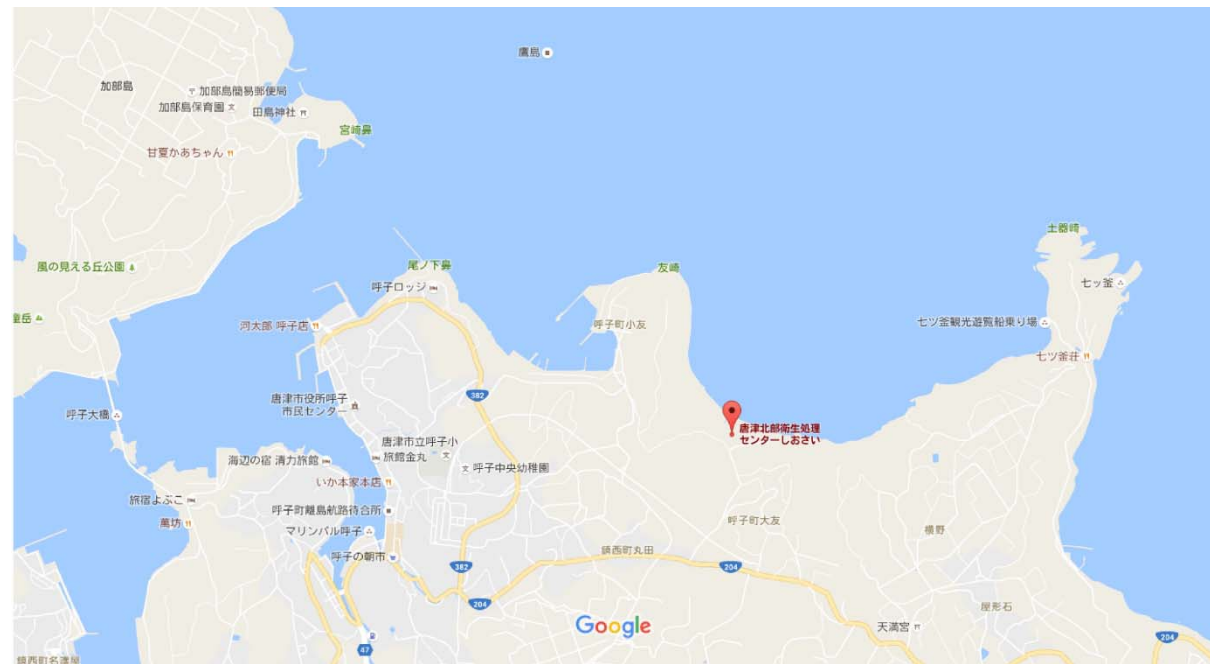 鷹島
加部島
加部島簡易郵便局
加部島保育園
田島神社
宮崎鼻
甘夏かあちゃん
土器崎
風の見える丘公園
尾ノ下鼻
友崎
呼子ロッジ
七ッ釜
童岳
河太郎 呼子店
呼子町小友
七ツ釜観光遊覧船乗り場
七ツ釜荘
382
唐津市役所呼子
市民センター
呼子大橋
唐津北部衛生処理
センターしおさい
唐津市立呼子小
旅館金丸
海辺の宿 清力旅館
呼子中央幼稚園
いか本家本店
旅宿よぶこ
呼子町離島航路待合所
萬坊
呼子町大友
マリンパル呼子
横野
鎮西町丸田
呼子の朝市
382
204
204
屋形石
Google
天満宮
204
47
鎮西町名護屋